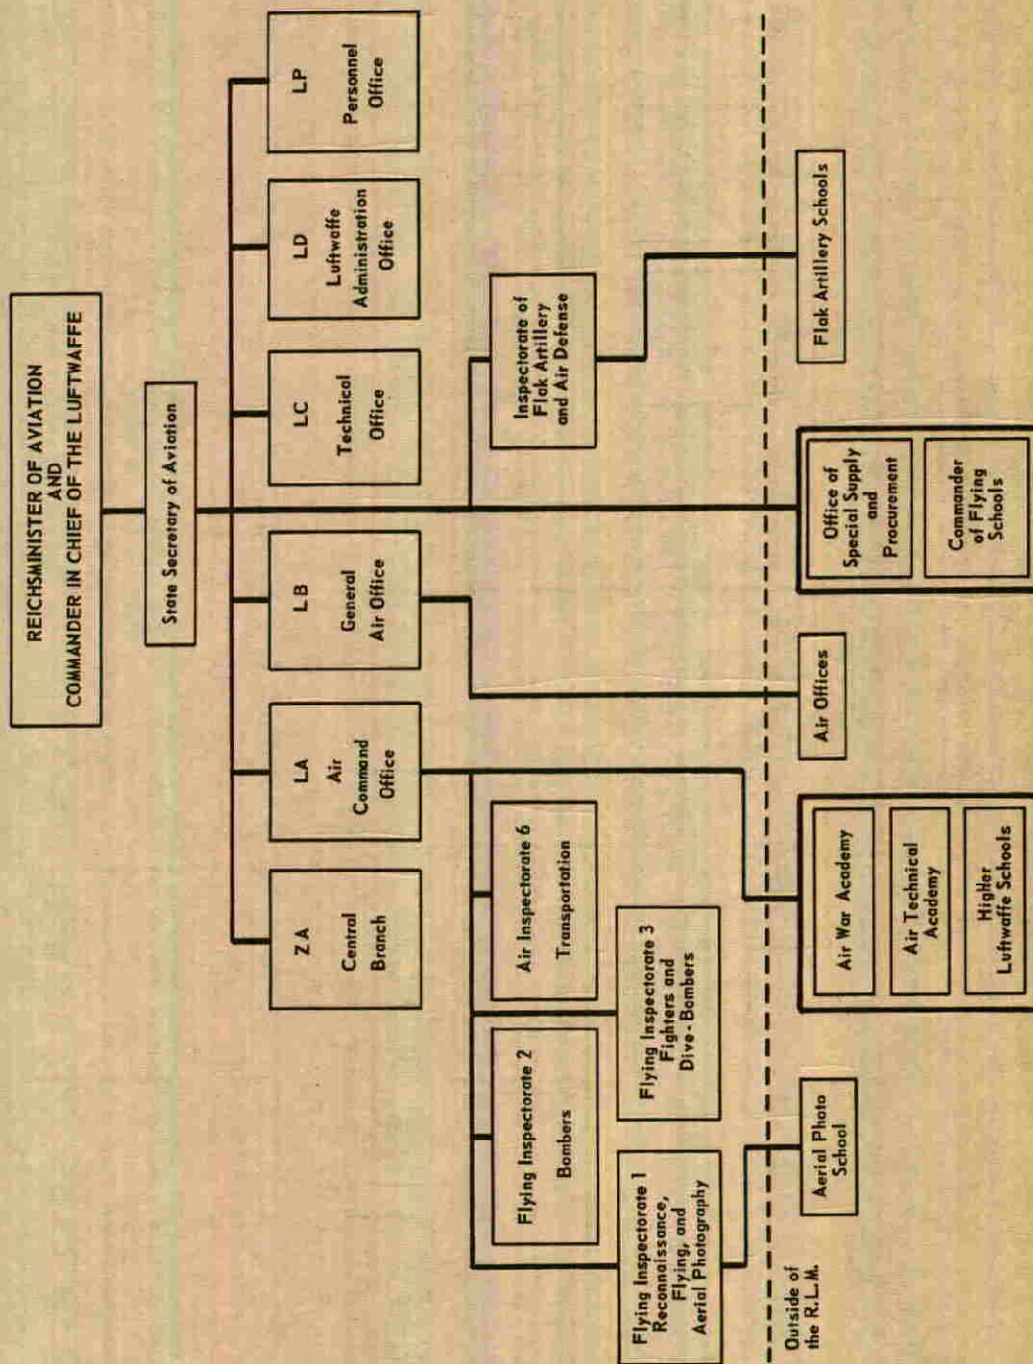 REICHSMINISTER OF AVIATION
AND
COMMANDER IN CHIEF OF THE LUFTWAFFE
State Secretary of Aviation
ZA
Central
Branch
LA
Air
Command
Office
LB
General
Air Office
LC
Technical
Office
LD
Luftwaffe
Administration
Office
LP
Personnel
Office
Flying Inspectorate 2
Bombers
Air Inspectorate 6
Transportation
Inspectorate of
Flak Artillery
and Air Defense
Flying Inspectorate 1
Reconnaissance,
Flying, and
Aerial Photography
Flying Inspectorate 3
Fighters and
Dive-Bombers
Outside of
the R.L.M.
Aerial Photo
School
Air War Academy
Air Technical
Academy
Higher
Luftwaffe Schools
Air Offices
Office of
Special Supply
and
Procurement
Commander
of Flying
Schools
Flak Artillery Schools